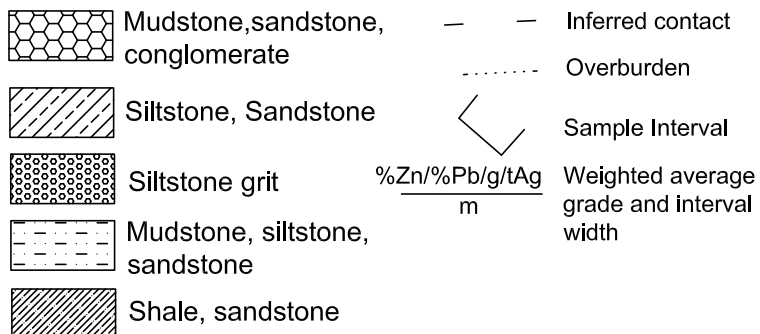 Mudstone,sandstone,
conglomerate
Siltstone, Sandstone
Siltstone grit
Mudstone, siltstone,
sandstone
Shale, sandstone
Inferred contact
Overburden
Sample Interval
%Zn/%Pb/g/tAg
m
Weighted average
grade and interval
width